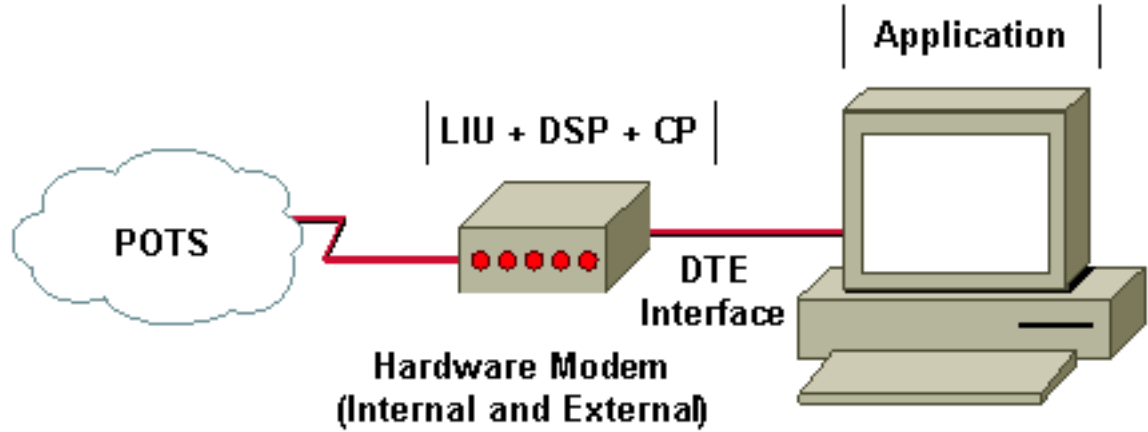 Application
LIU + DSP + CP
POTS
DTE
Interface
Hardware Modem
(Internal and External)